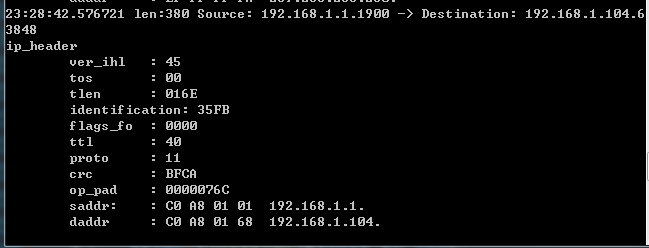 23:28:42.576721 len:380 Source: 192.168.1.1.1900 -> Destination: 192.168.1.104.6
3848
ip_header
ver_ihl : 45
tos : 00
tlen : 016E
identification: 35FB
flags_fo : 0000
ttl : 40
proto : 11
crc : BFCA
op_pad : 0000076C
saddr: : C0 A8 01 01 192.168.1.1.
daddr : C0 A8 01 68 192.168.1.104.